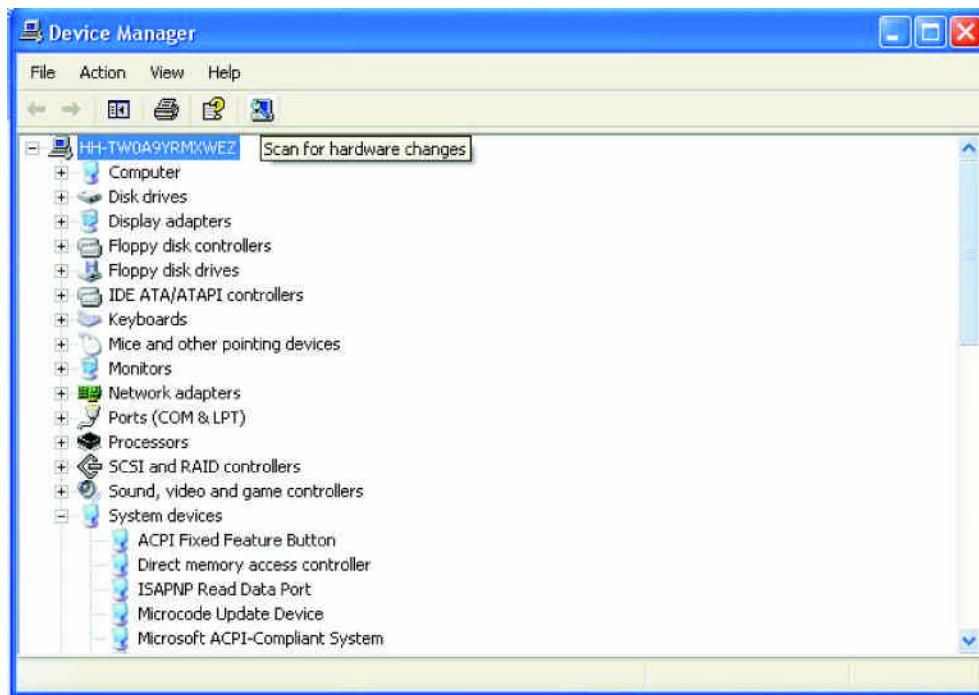 Device Manager
File Action View Help
HH-TW0A9YRMXWEZ Scan for hardware changes
Computer
Disk drives
Display adapters
Floppy disk controllers
Floppy disk drives
IDE ATA/ATAPI controllers
Keyboards
Mice and other pointing devices
Monitors
Network adapters
Ports (COM & LPT)
Processors
SCSI and RAID controllers
Sound, video and game controllers
System devices
ACPI Fixed Feature Button
Direct memory access controller
ISAPNP Read Data Port
Microcode Update Device
Microsoft ACPI-Compliant System